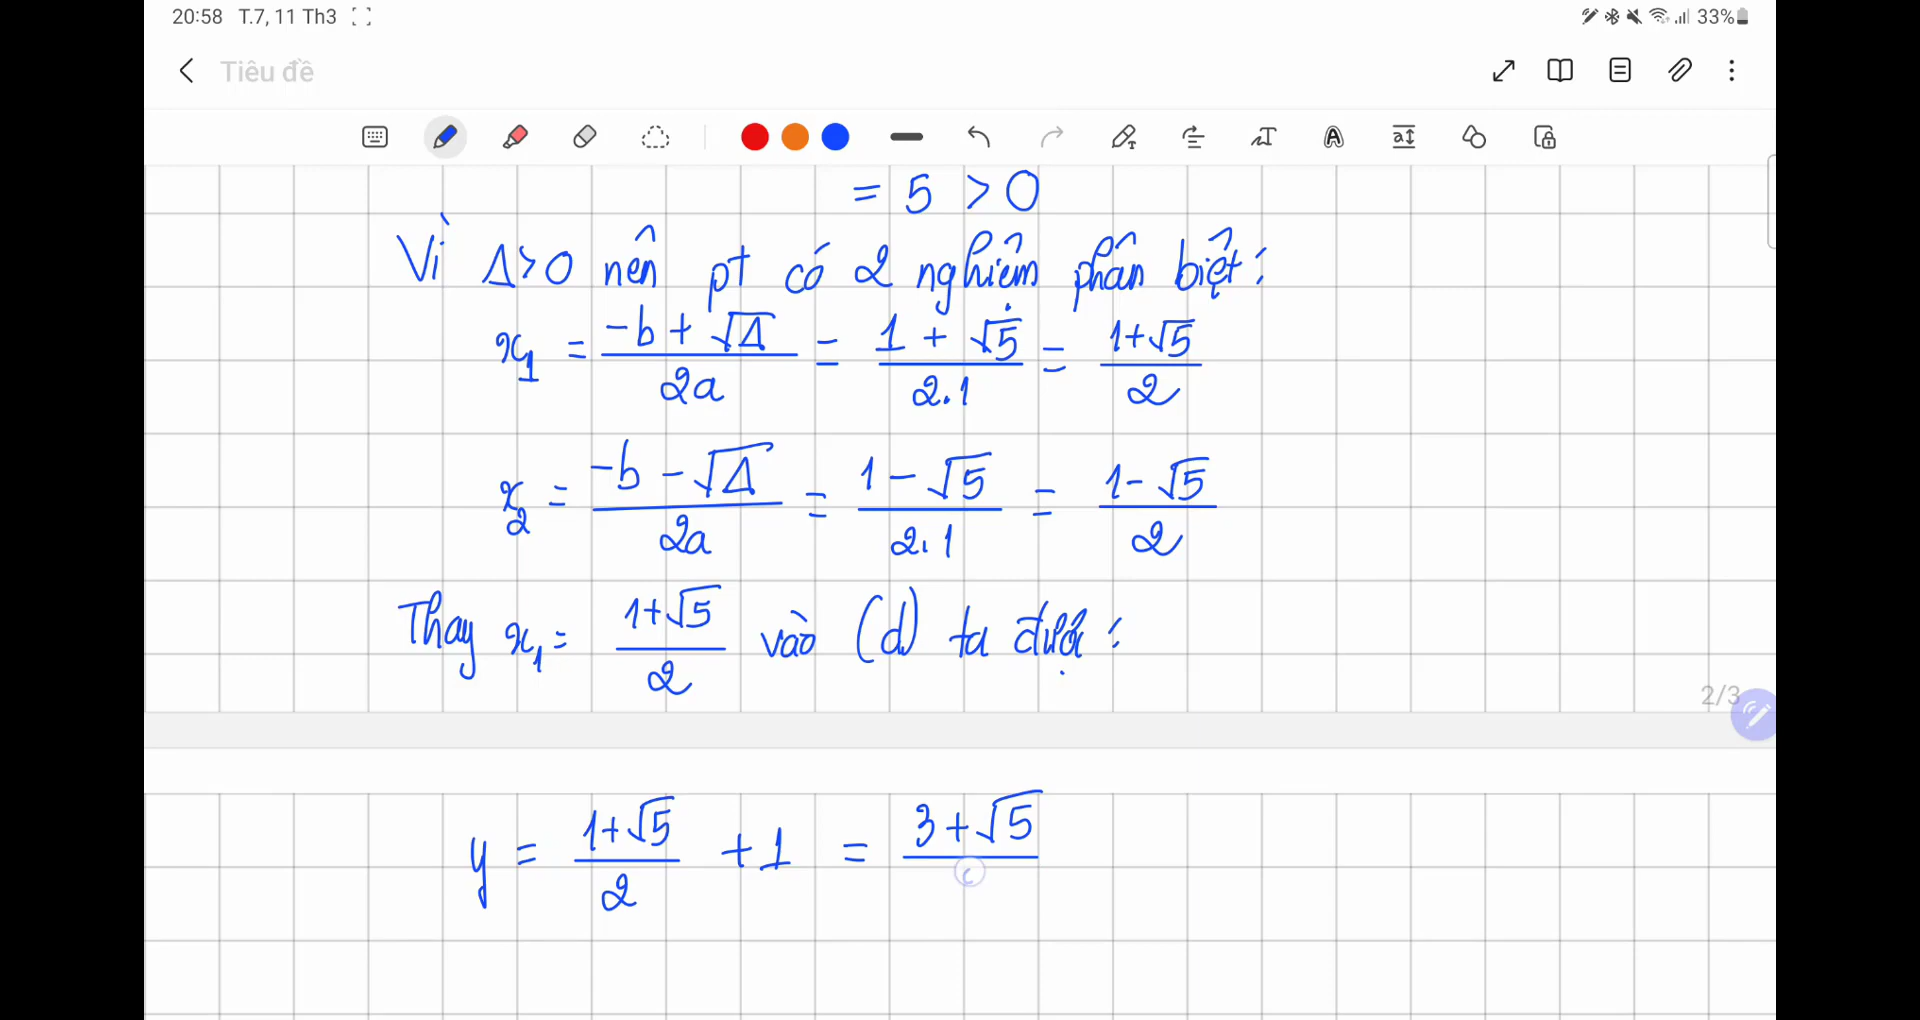 20:58 T.7, 11 Th3 33%
Tiêu đề
= 5 > 0
Vì Δ>0 nên pt có 2 nghiệm phân biệt:
x₁ = (-b + √Δ)/(2a) = (1 + √5)/(2.1) = (1+√5)/2
x₂ = (-b - √Δ)/(2a) = (1 - √5)/(2.1) = (1-√5)/2
Thay x₁ = (1+√5)/2 vào (d) ta được:
2/3
y = (1+√5)/2 + 1 = 3+√5